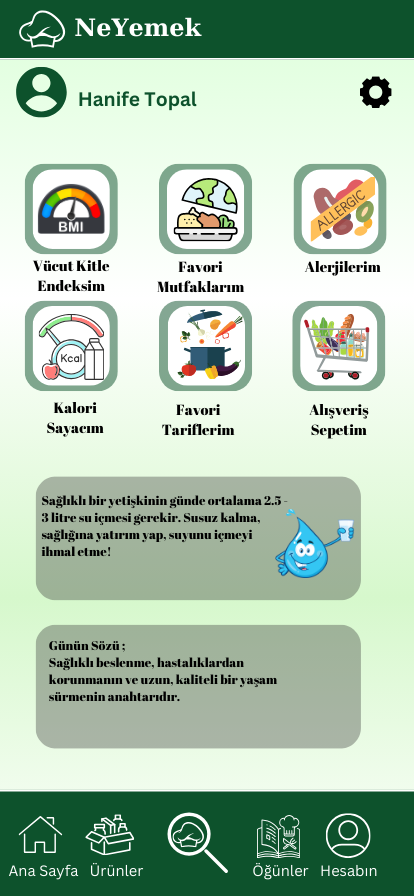 NeYemek
Hanife Topal
BMI
ALLERGIC
Vücut Kitle
Endeksim
Favori
Mutfaklarım
Alerjilerim
Kcal
Kalori
Sayacım
Favori
Tariflerim
Alışveriş
Sepetim
Sağlıklı bir yetişkinin günde ortalama 2.5 -
3 litre su içmesi gerekir. Susuz kalma,
sağlığına yatırım yap, suyunu içmeyi
ihmal etme!
Günün Sözü ;
Sağlıklı beslenme, hastalıklardan
korunmanın ve uzun, kaliteli bir yaşam
sürmenin anahtarıdır.
Ana Sayfa
Ürünler
Öğünler
Hesabın